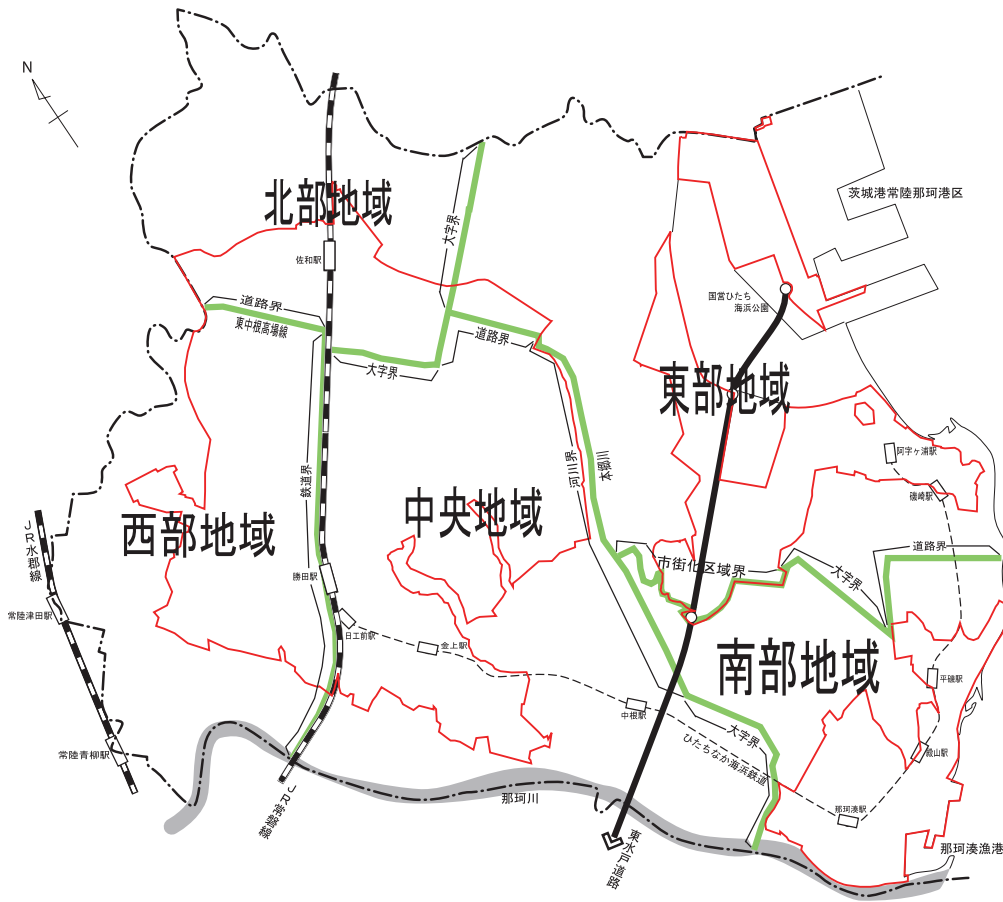 N
茨城港常陸那珂港区
北部地域
大字界
佐和駅
国営ひたち
海浜公園
道路界
東中根高場線
道路界
大字界
東部地域
阿字ヶ浦駅
磯崎駅
鉄道界
河川界
本郷川
西部地域
中央地域
JR水郡線
市街化区域界
大字界
道路界
勝田駅
常陸津田駅
日工前駅
金上駅
南部地域
平磯駅
中根駅
大字界
ひたちなか海浜鉄道
殿山駅
常陸青柳駅
JR常磐線
那珂川
那珂湊駅
東水戸道路
那珂湊漁港